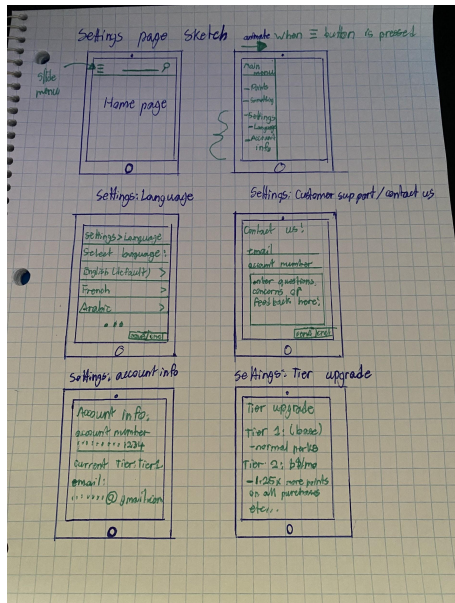 Settings page Sketch
animate when ☰ button is pressed
slide menu
Home page
main menu
-Points
-Settings
-Language
-Account info
Settings: Language
Settings > Language
Select language:
English (default) >
French >
Arabic >
...
Settings: Customer support/contact us
Contact us!
email
account number
enter questions,
concerns or
feedback here:
Settings: account info
Account info:
account number
1234
current Tier: Tier 1
email:
@gmail.com
Settings: Tier upgrade
Tier upgrade
Tier 1: (base)
-normal perks
Tier 2: 6$/mo
-1.25x more points
on all purchases
etc...